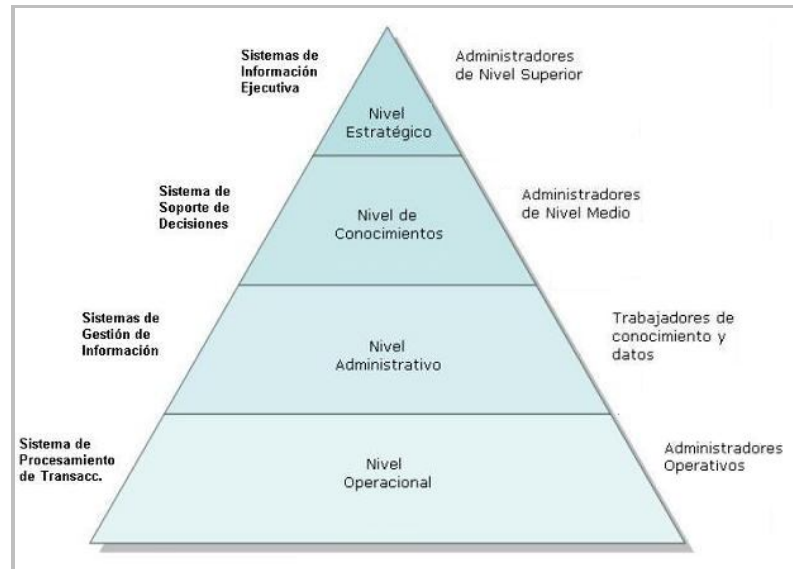 Sistemas de
Información
Ejecutiva
Nivel
Estratégico
Administradores
de Nivel Superior
Sistema de
Soporte de
Decisiones
Nivel de
Conocimientos
Administradores
de Nivel Medio
Sistemas de
Gestión de
Información
Nivel
Administrativo
Trabajadores de
conocimiento y
datos
Sistema de
Procesamiento
de Transacc.
Nivel
Operacional
Administradores
Operativos